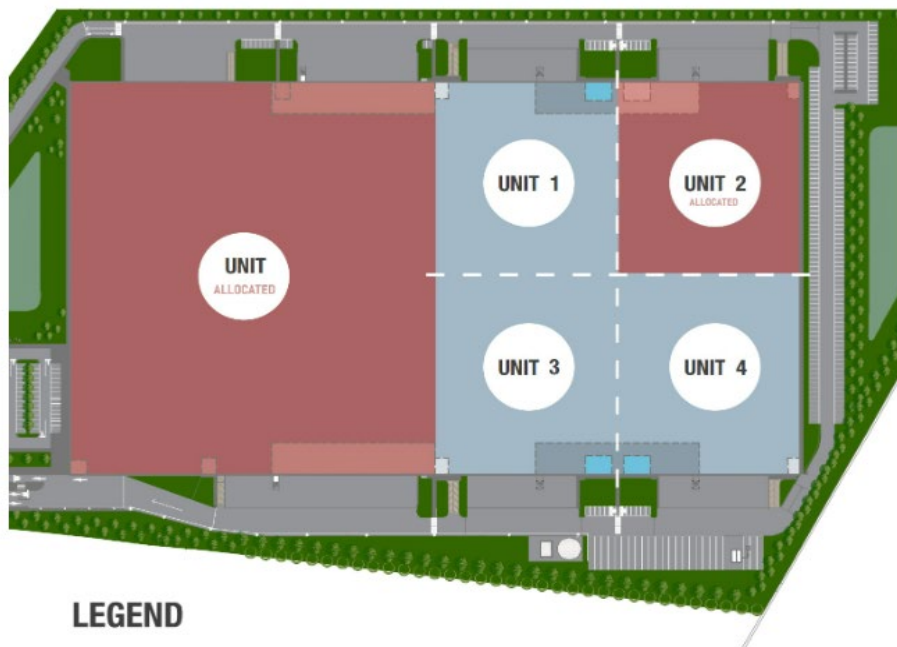 UNIT 1
UNIT 2
ALLOCATED
UNIT
ALLOCATED
UNIT 3
UNIT 4
LEGEND